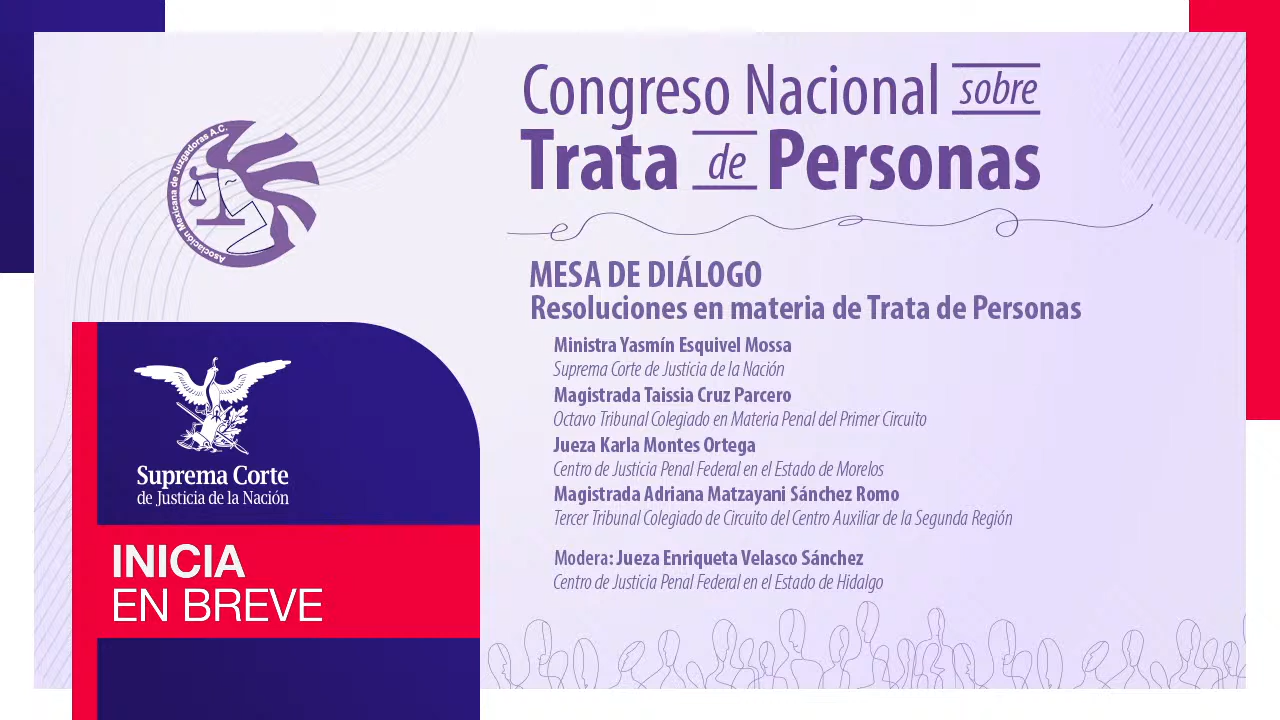 Asociación Mexicana de Juzgadoras A.C.
Congreso Nacional sobre
Trata de Personas
MESA DE DIÁLOGO
Resoluciones en materia de Trata de Personas
Ministra Yasmín Esquivel Mossa
Suprema Corte de Justicia de la Nación
Magistrada Taissia Cruz Parcero
Octavo Tribunal Colegiado en Materia Penal del Primer Circuito
Jueza Karla Montes Ortega
Centro de Justicia Penal Federal en el Estado de Morelos
Magistrada Adriana Matzayani Sánchez Romo
Tercer Tribunal Colegiado de Circuito del Centro Auxiliar de la Segunda Región
Modera: Jueza Enriqueta Velasco Sánchez
Centro de Justicia Penal Federal en el Estado de Hidalgo
Suprema Corte
de Justicia de la Nación
INICIA
EN BREVE